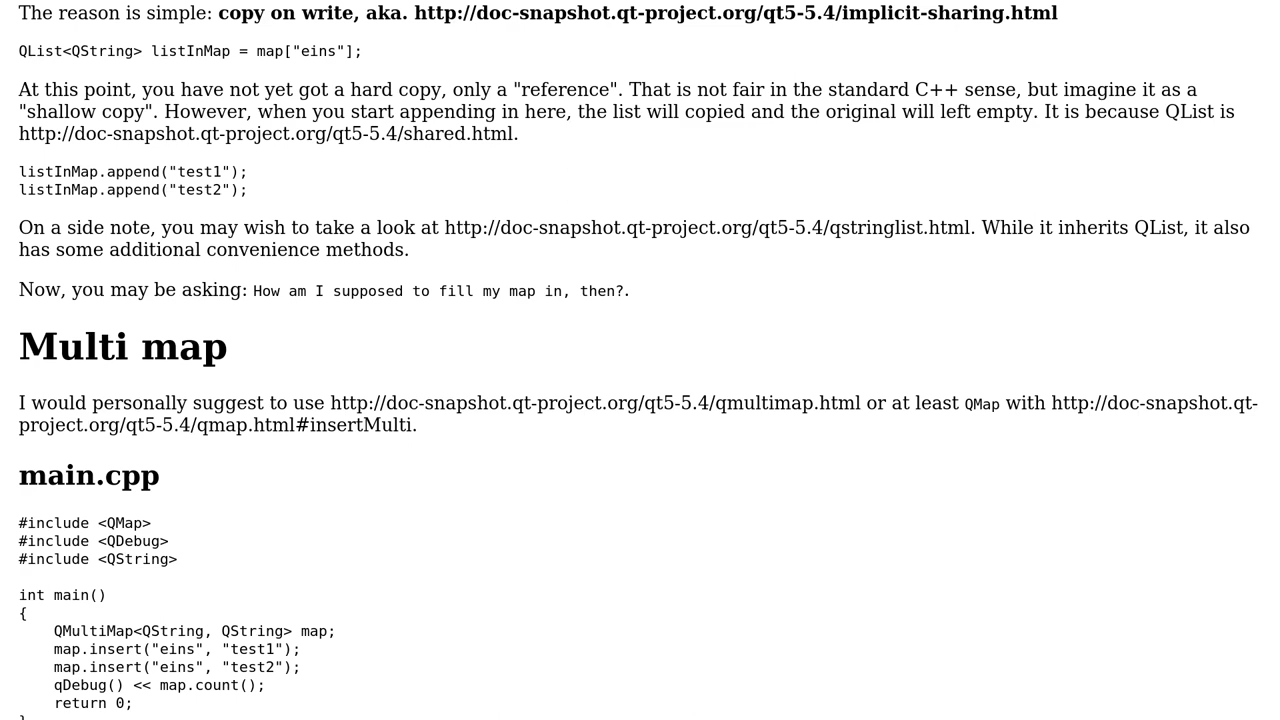 The reason is simple: copy on write, aka. http://doc-snapshot.qt-project.org/qt5-5.4/implicit-sharing.html
QList<QString> listInMap = map["eins"];
At this point, you have not yet got a hard copy, only a "reference". That is not fair in the standard C++ sense, but imagine it as a
"shallow copy". However, when you start appending in here, the list will copied and the original will left empty. It is because QList is
http://doc-snapshot.qt-project.org/qt5-5.4/shared.html.
listInMap.append("test1");
listInMap.append("test2");
On a side note, you may wish to take a look at http://doc-snapshot.qt-project.org/qt5-5.4/qstringlist.html. While it inherits QList, it also
has some additional convenience methods.
Now, you may be asking: How am I supposed to fill my map in, then?.
Multi map
I would personally suggest to use http://doc-snapshot.qt-project.org/qt5-5.4/qmultimap.html or at least QMap with http://doc-snapshot.qt-
project.org/qt5-5.4/qmap.html#insertMulti.
main.cpp
#include <QMap>
#include <QDebug>
#include <QString>
int main()
{
    QMultiMap<QString, QString> map;
    map.insert("eins", "test1");
    map.insert("eins", "test2");
    qDebug() << map.count();
    return 0;
}